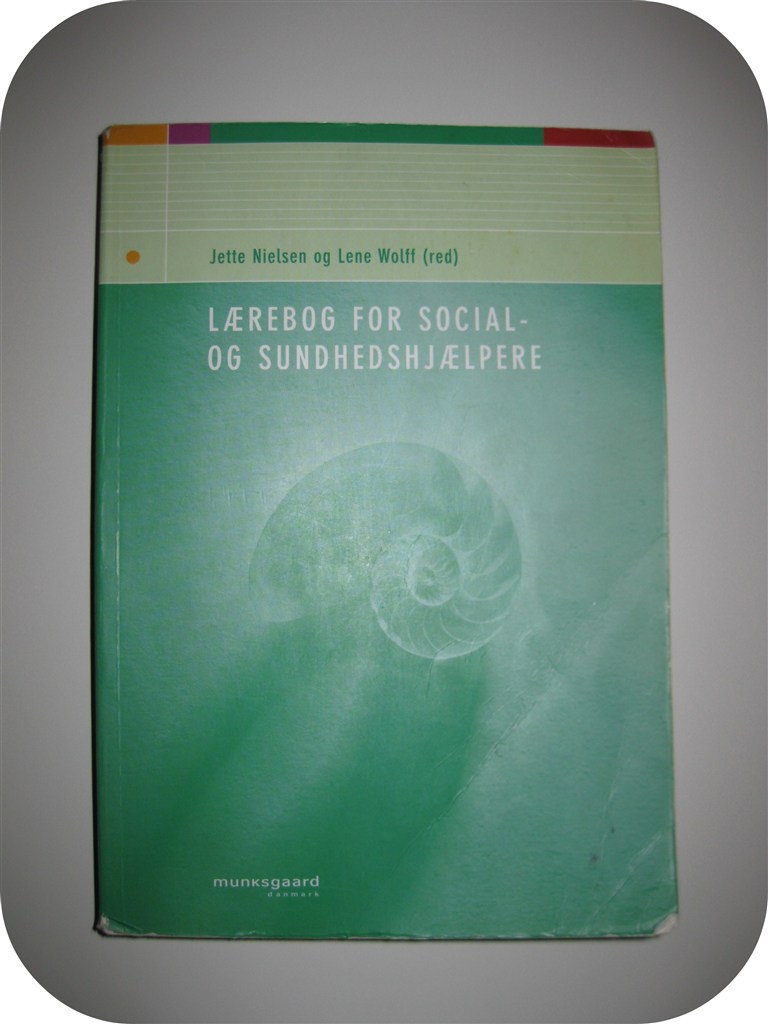 Jette Nielsen og Lene Wolff (red)
LÆREBOG FOR SOCIAL-
OG SUNDHEDSHJÆLPERE
munksgaard
danmark